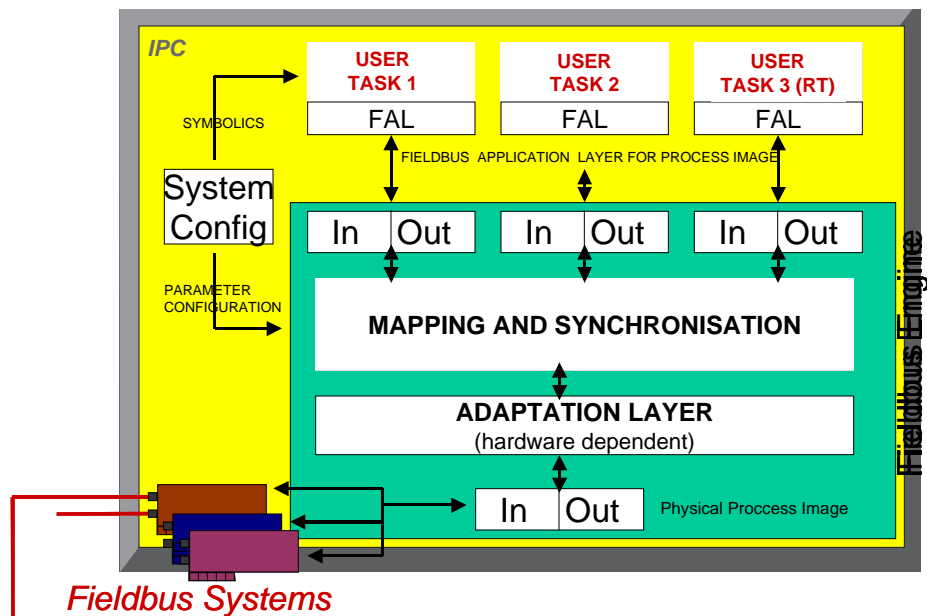 IPC
USER
TASK 1
USER
TASK 2
USER
TASK 3 (RT)
FAL
FAL
FAL
SYMBOLICS
FIELDBUS APPLICATION LAYER FOR PROCESS IMAGE
System
Config
In Out
In Out
In Out
PARAMETER
CONFIGURATION
MAPPING AND SYNCHRONISATION
Fieldbus Engine
ADAPTATION LAYER
(hardware dependent)
In Out
Physical Proccess Image
Fieldbus Systems